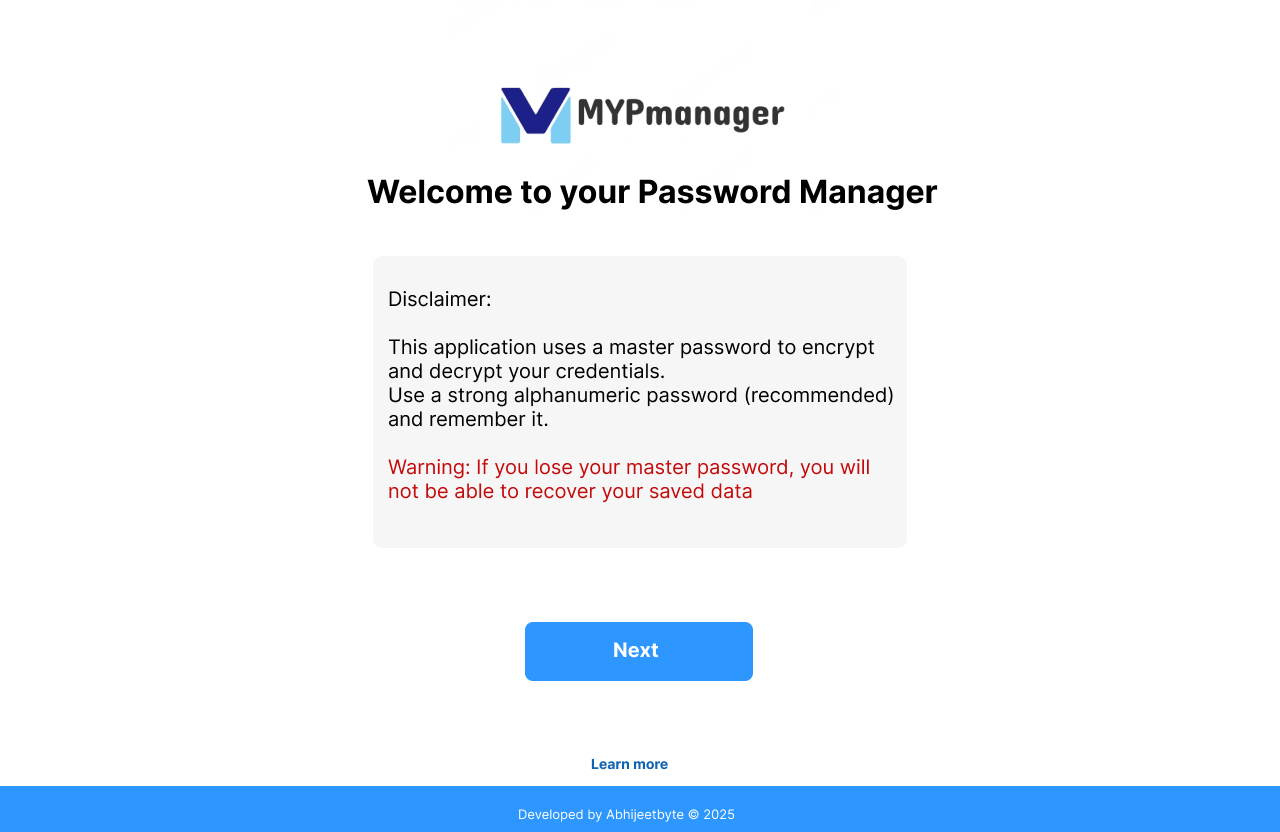 MYPmanager
Welcome to your Password Manager
Disclaimer:
This application uses a master password to encrypt
and decrypt your credentials.
Use a strong alphanumeric password (recommended)
and remember it.
Warning: If you lose your master password, you will
not be able to recover your saved data
Next
Learn more
Developed by Abhijeetbyte © 2025